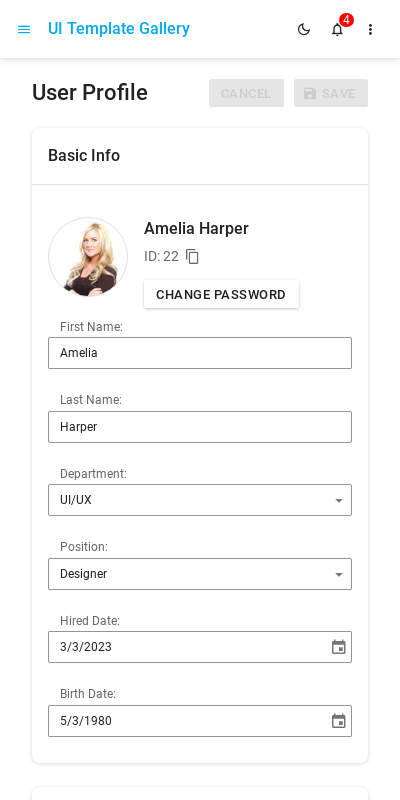 UI Template Gallery
4
User Profile
CANCEL
SAVE
Basic Info
Amelia Harper
ID: 22
CHANGE PASSWORD
First Name:
Amelia
Last Name:
Harper
Department:
UI/UX
Position:
Designer
Hired Date:
3/3/2023
Birth Date:
5/3/1980